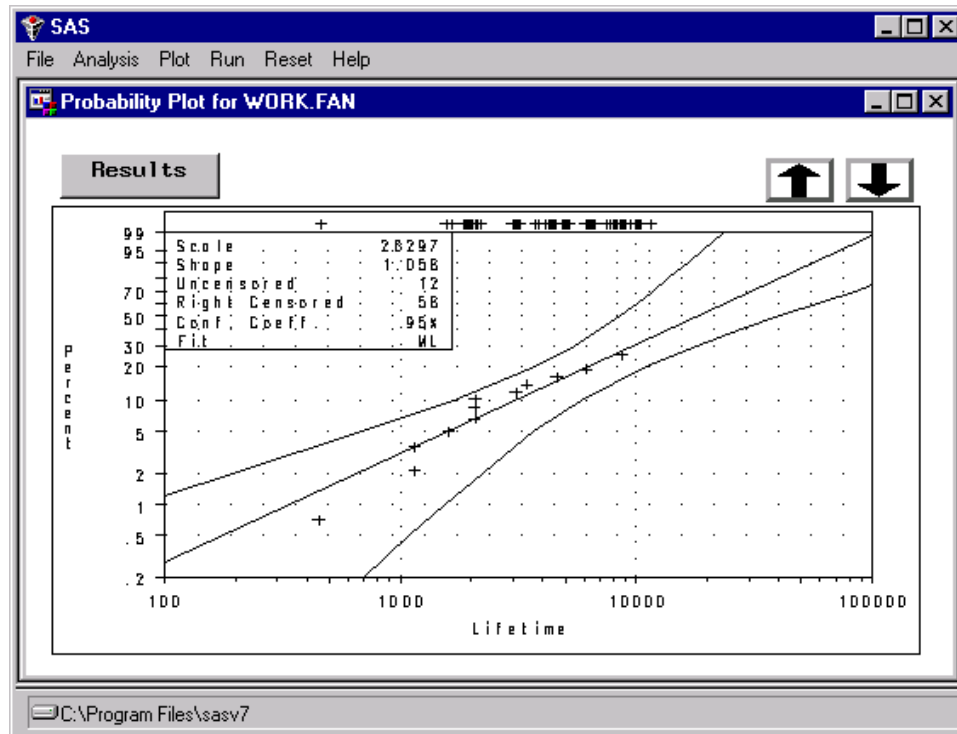 SAS
File Analysis Plot Run Reset Help
Probability Plot for WORK.FAN
Results
99
95
70
50
30
20
10
5
2
1
.5
.2
Percent
Scale 2.6297
Shape 1.058
Uncensored 12
Right Censored 58
Conf. Coeff. 95%
Fit ML
100 1000 10000 100000
Lifetime
C:\Program Files\sasv7